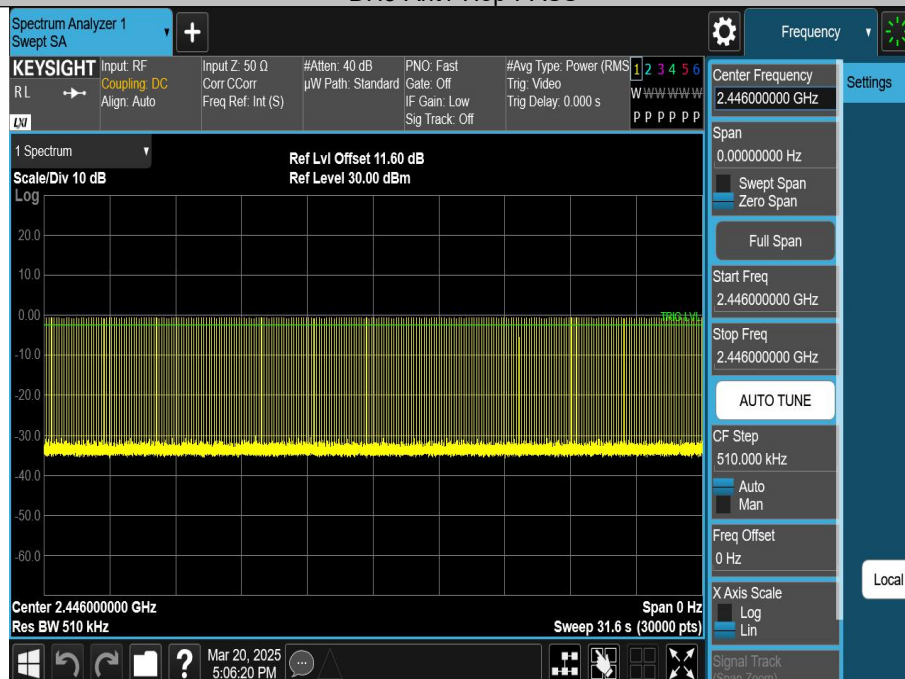 Spectrum Analyzer 1
Swept SA
Frequency
KEYSIGHT
RL
LXI
Input: RF
Coupling: DC
Align: Auto
Input Z: 50 Ω
Corr CCorr
Freq Ref: Int (S)
#Atten: 40 dB
µW Path: Standard
PNO: Fast
Gate: Off
IF Gain: Low
Sig Track: Off
#Avg Type: Power (RMS
Trig: Video
Trig Delay: 0.000 s
1 2 3 4 5 6
W W W W W W
P P P P P P
Center Frequency
2.446000000 GHz
Settings
Span
0.00000000 Hz
Swept Span
Zero Span
Full Span
Start Freq
2.446000000 GHz
Stop Freq
2.446000000 GHz
AUTO TUNE
CF Step
510.000 kHz
Auto
Man
Freq Offset
0 Hz
X Axis Scale
Log
Lin
Signal Track
(Span Zoom)
Local
1 Spectrum
Scale/Div 10 dB
Ref Lvl Offset 11.60 dB
Ref Level 30.00 dBm
Log
20.0
10.0
0.00
TRIG LVL
-10.0
-20.0
-30.0
-40.0
-50.0
-60.0
Center 2.446000000 GHz
Span 0 Hz
Res BW 510 kHz
Sweep 31.6 s (30000 pts)
?
Mar 20, 2025
5:06:20 PM